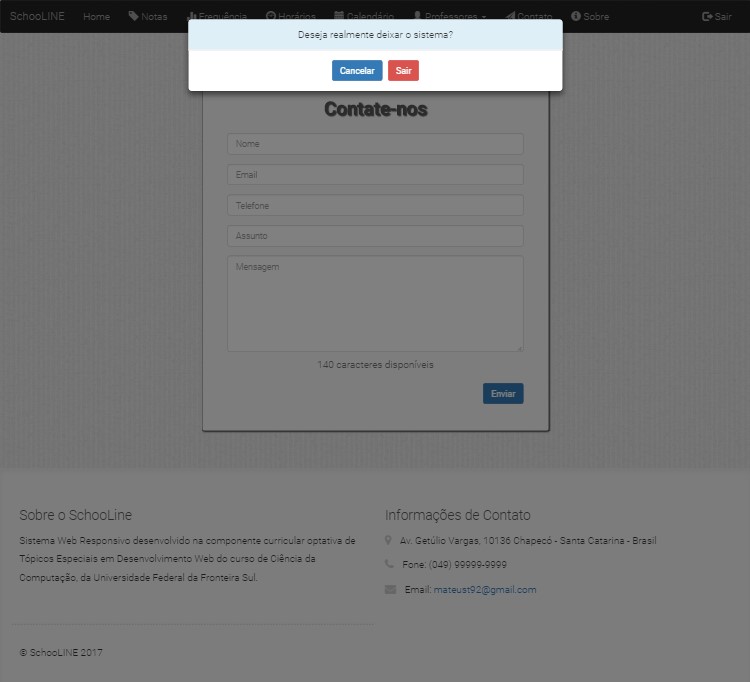 SchooLINE Home Notas Frequência Horários Calendário Professores Contato Sobre Sair
Deseja realmente deixar o sistema?
Cancelar Sair
Contate-nos
Nome
Email
Telefone
Assunto
Mensagem
140 caracteres disponíveis
Enviar
Sobre o SchooLine
Sistema Web Responsivo desenvolvido na componente curricular optativa de
Tópicos Especiais em Desenvolvimento Web do curso de Ciência da
Computação, da Universidade Federal da Fronteira Sul.
Informações de Contato
Av. Getúlio Vargas, 10136 Chapecó - Santa Catarina - Brasil
Fone: (049) 99999-9999
Email: mateust92@gmail.com
© SchooLINE 2017